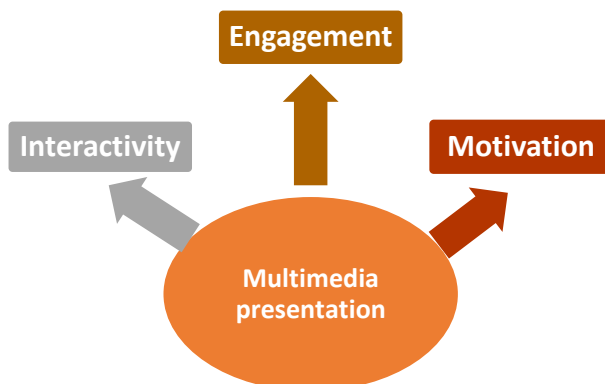 Engagement
Interactivity
Motivation
Multimedia
presentation